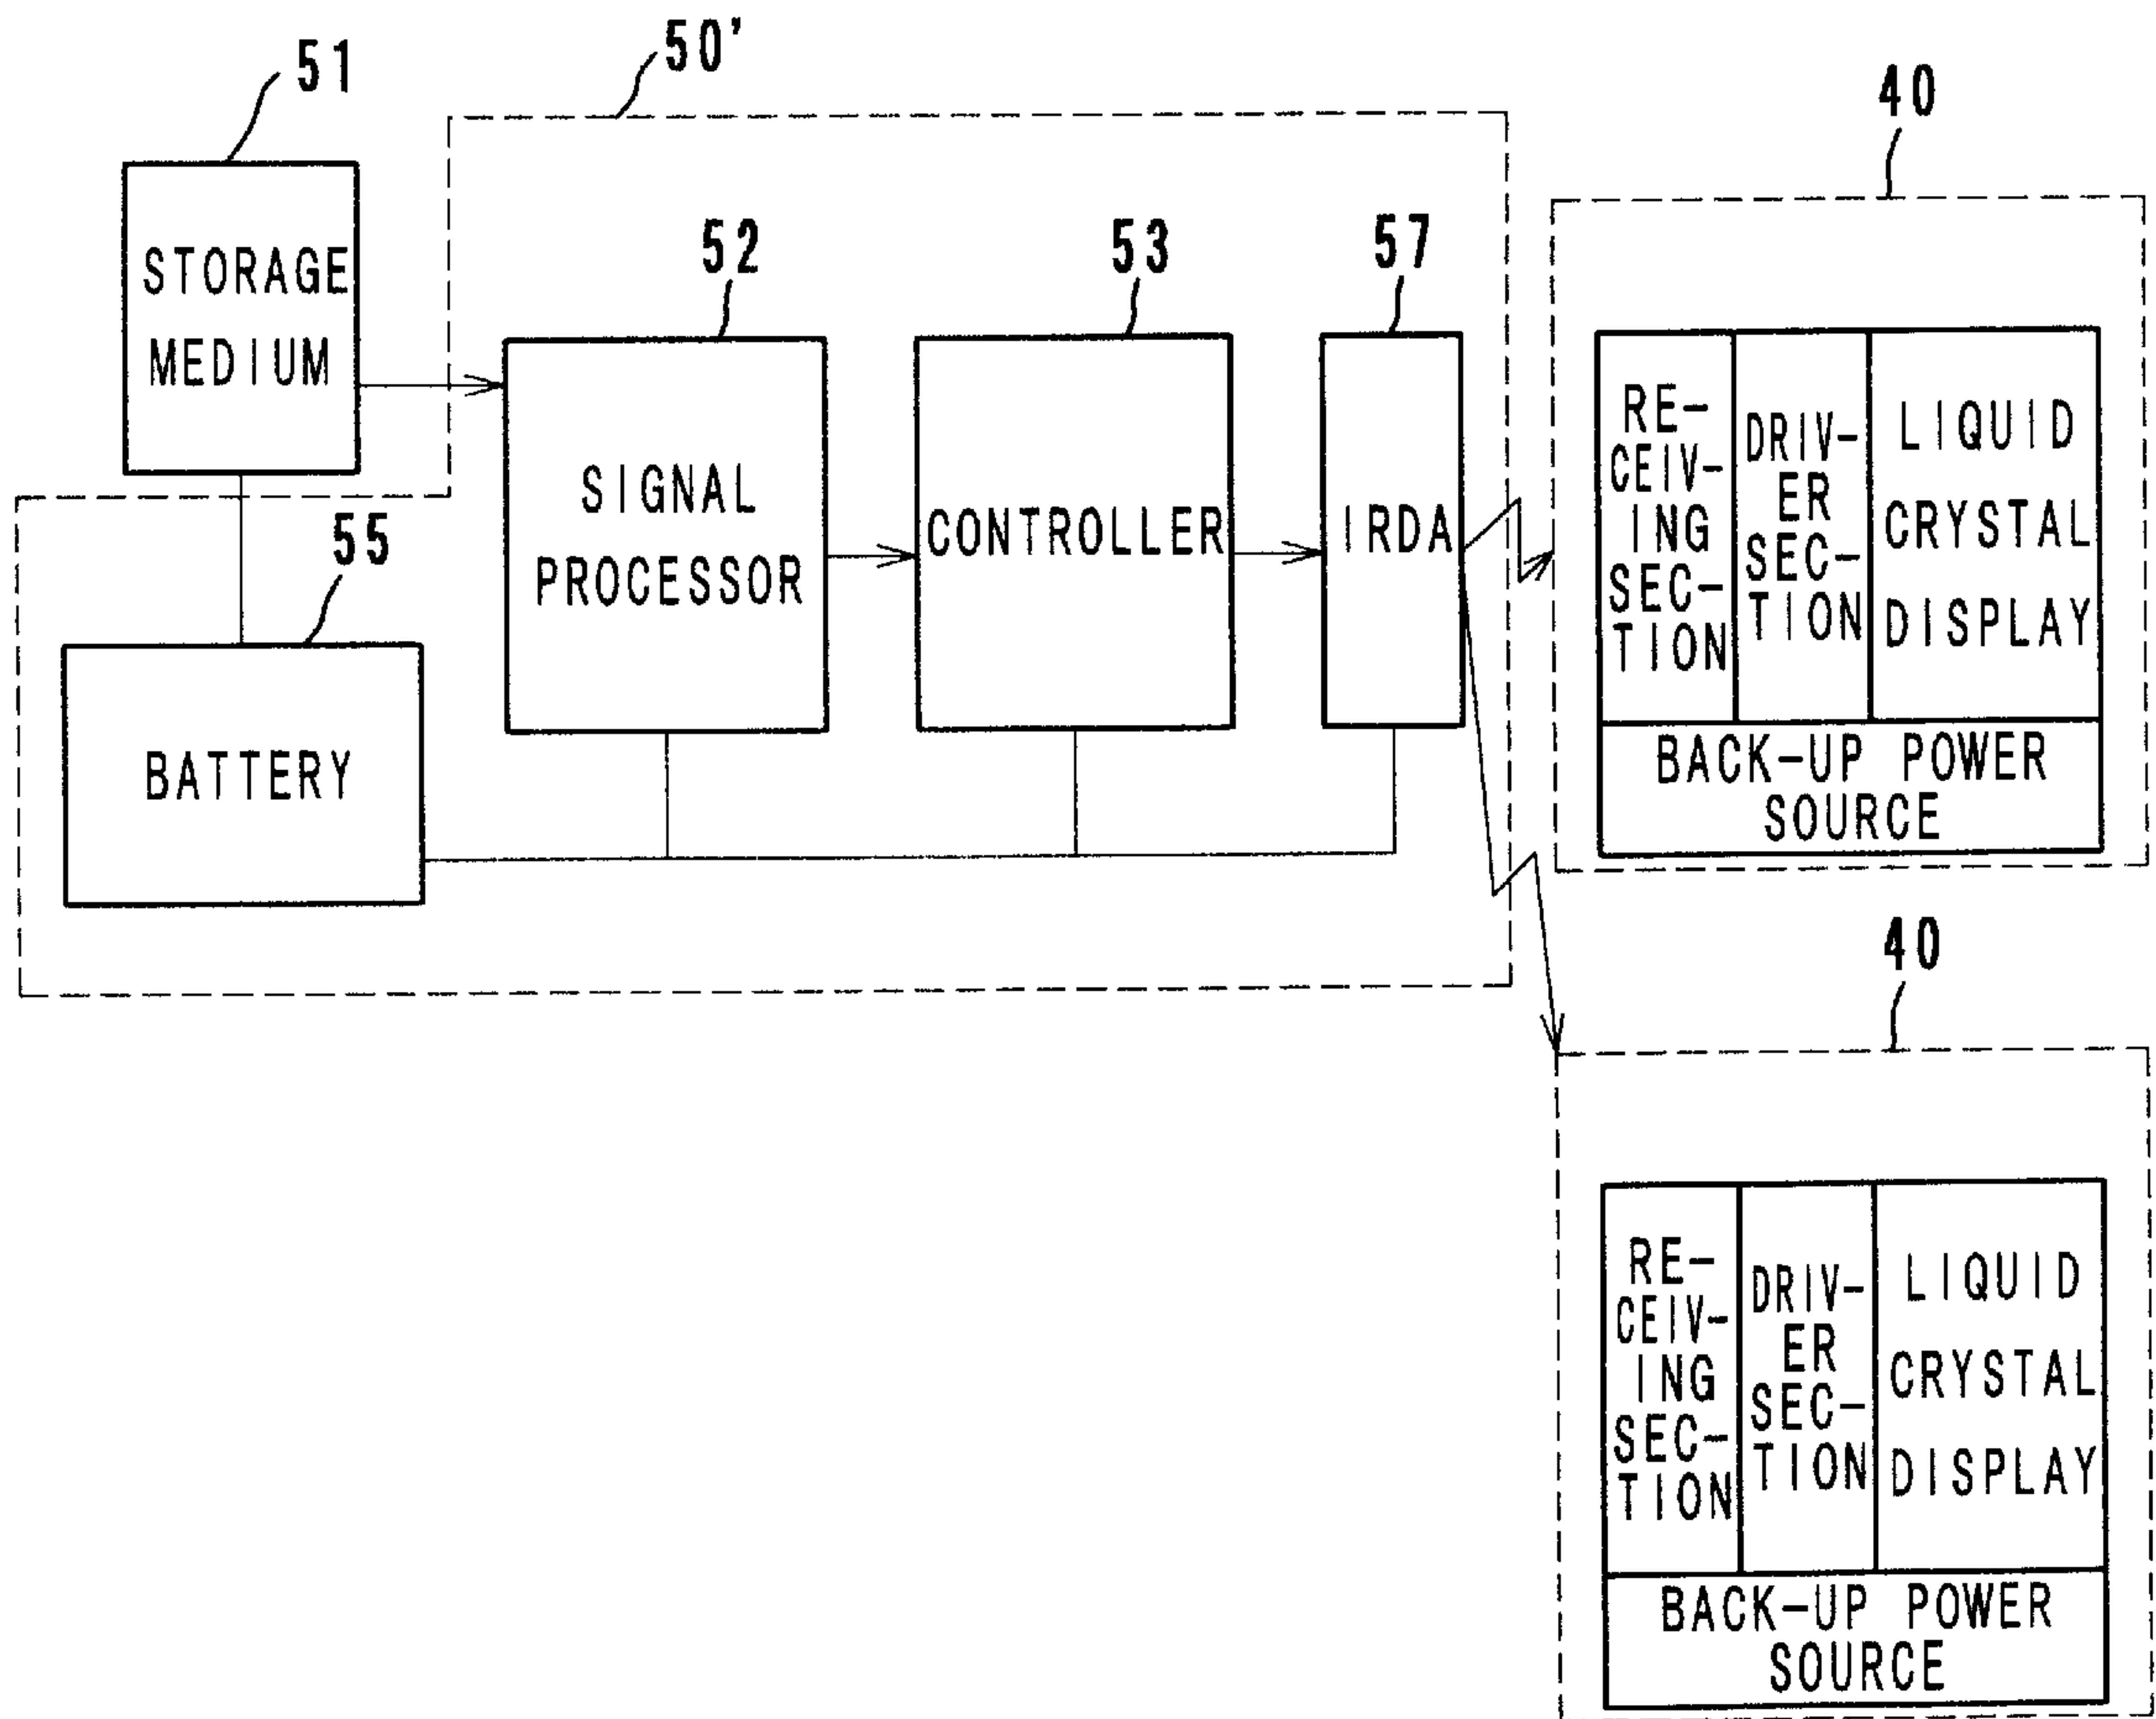 50'
51
40
STORAGE
MEDIUM
52
53
57
SIGNAL
PROCESSOR
CONTROLLER
IRDA
RE-
CEIV-
ING
SEC-
TION
DRIV-
ER
SEC-
TION
LIQUID
CRYSTAL
DISPLAY
BACK-UP POWER
SOURCE
55
BATTERY
40
RE-
CEIV-
ING
SEC-
TION
DRIV-
ER
SEC-
TION
LIQUID
CRYSTAL
DISPLAY
BACK-UP POWER
SOURCE